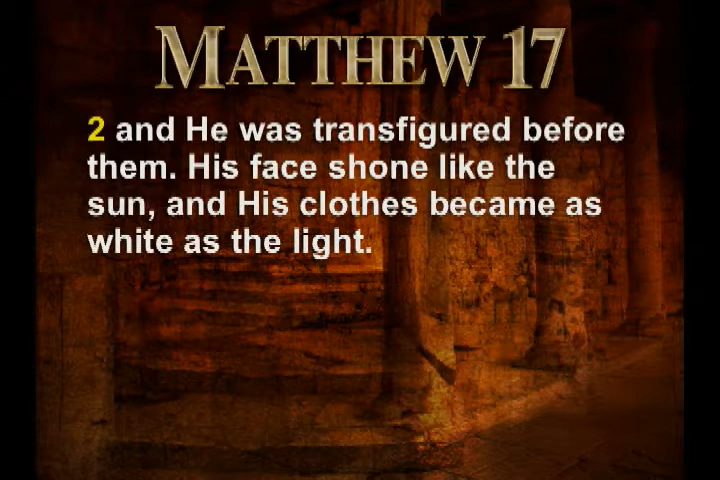 MATTHEW 17
2 and He was transfigured before
them. His face shone like the
sun, and His clothes became as
white as the light.